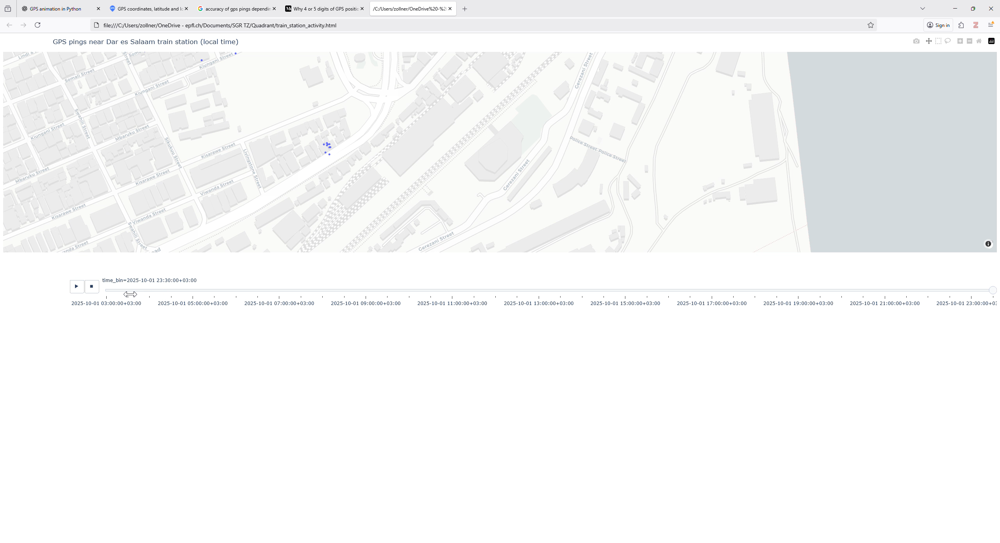 GPS animation in Python
GPS coordinates, latitude and lo
accuracy of gps pings dependin
Why 4 or 5 digits of GPS positio
/C:/Users/zollner/OneDrive%20-%20
file:///C:/Users/zollner/OneDrive - epfl.ch/Documents/SGR TZ/Quadrant/train_station_activity.html
Sign in
GPS pings near Dar es Salaam train station (local time)
Lindi &
Street
Soma
Kiungani Street
Gerezani Street
Somali Street
Kiungani Street
Swahili Street
Kiungani Street
Mbaruku Street
Sikukuu Street
Kisarawe Street
Livingstone Street
Police Street
Police Street
Mbaruku Street
Kisarawe Street
Gerezani Street
Viwanda Street
Kisarawe Street
Viwanda Street
Swahili Street
Gerezani Street
anda Street
oad
time_bin=2025-10-01 23:30:00+03:00
2025-10-01 03:00:00+03:00 2025-10-01 05:00:00+03:00 2025-10-01 07:00:00+03:00 2025-10-01 09:00:00+03:00 2025-10-01 11:00:00+03:00 2025-10-01 13:00:00+03:00 2025-10-01 15:00:00+03:00 2025-10-01 17:00:00+03:00 2025-10-01 19:00:00+03:00 2025-10-01 21:00:00+03:00 2025-10-01 23:00:00+03